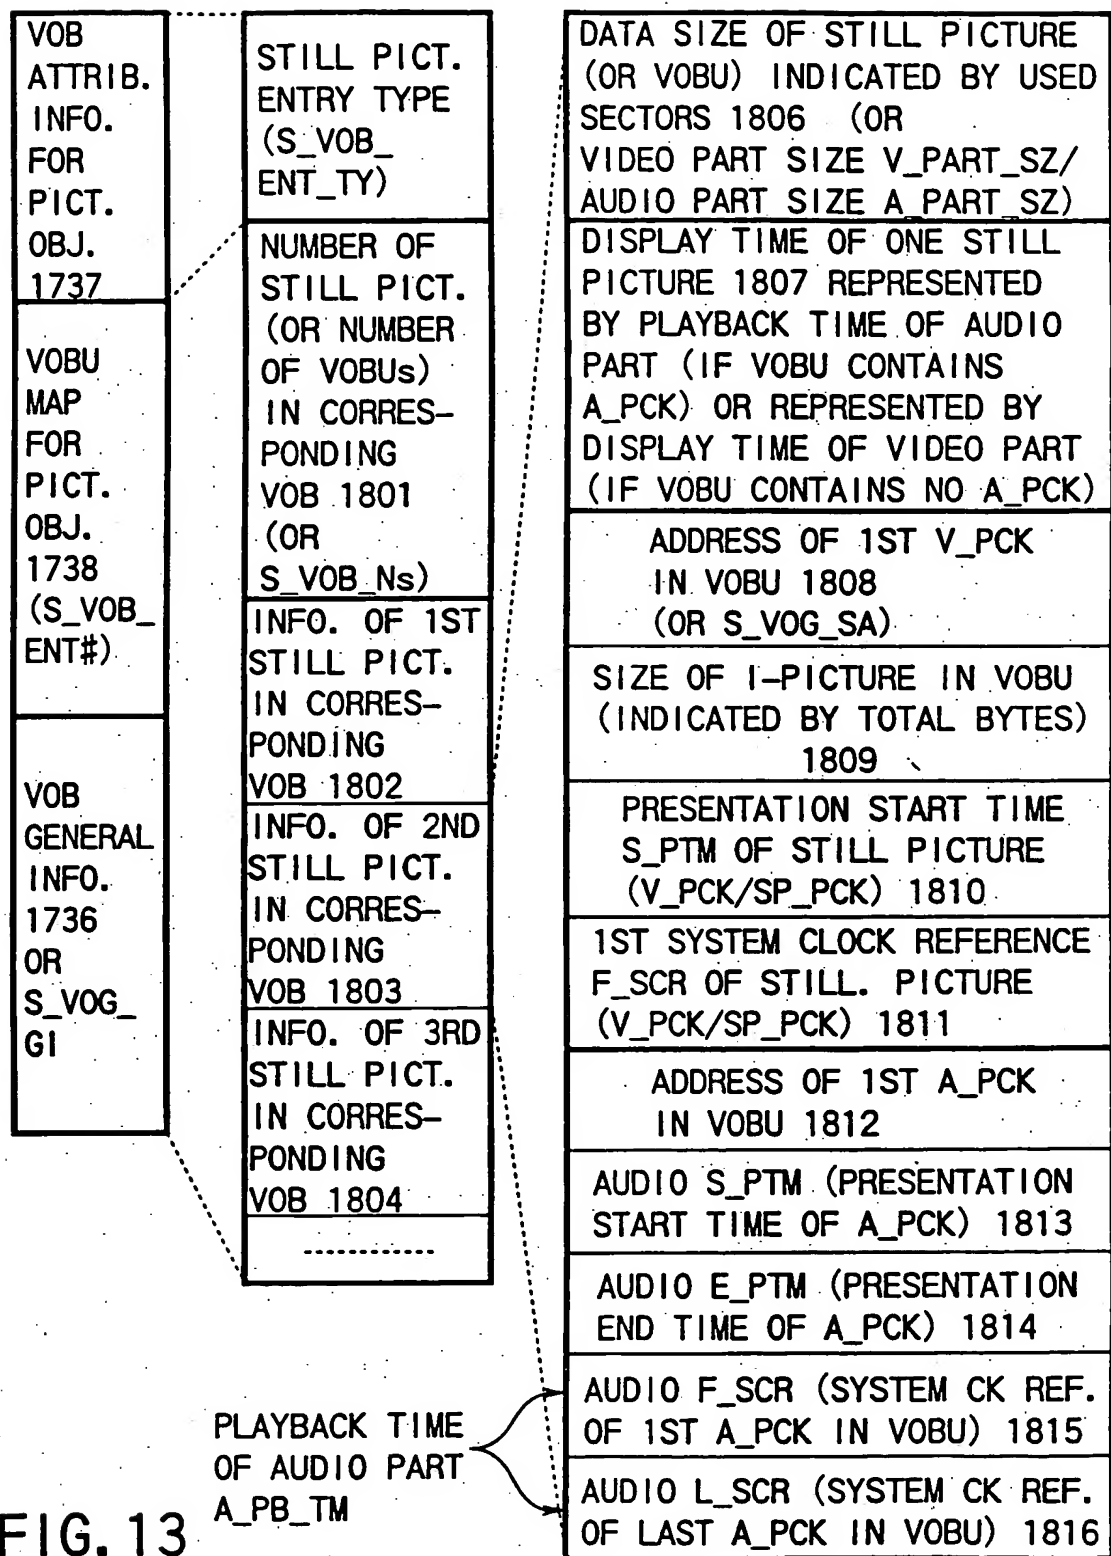 VOB
ATTRIB.
INFO.
FOR
PICT.
OBJ.
1737
VOBU
MAP
FOR
PICT.
OBJ.
1738
(S_VOB_
ENT#)
VOB
GENERAL
INFO.
1736
OR
S_VOG_
GI
STILL PICT.
ENTRY TYPE
(S_VOB_
ENT_TY)
NUMBER OF
STILL PICT.
(OR NUMBER
OF VOBUs)
IN CORRES-
PONDING
VOB 1801
(OR
S_VOB_Ns)
INFO. OF 1ST
STILL PICT.
IN CORRES-
PONDING
VOB 1802
INFO. OF 2ND
STILL PICT.
IN CORRES-
PONDING
VOB 1803
INFO. OF 3RD
STILL PICT.
IN CORRES-
PONDING
VOB 1804
DATA SIZE OF STILL PICTURE
(OR VOBU) INDICATED BY USED
SECTORS 1806 (OR
VIDEO PART SIZE V_PART_SZ/
AUDIO PART SIZE A_PART_SZ)
DISPLAY TIME OF ONE STILL
PICTURE 1807 REPRESENTED
BY PLAYBACK TIME OF AUDIO
PART (IF VOBU CONTAINS
A_PCK) OR REPRESENTED BY
DISPLAY TIME OF VIDEO PART
(IF VOBU CONTAINS NO A_PCK)
ADDRESS OF 1ST V_PCK
IN VOBU 1808
(OR S_VOG_SA)
SIZE OF I-PICTURE IN VOBU
(INDICATED BY TOTAL BYTES)
1809
PRESENTATION START TIME
S_PTM OF STILL PICTURE
(V_PCK/SP_PCK) 1810
1ST SYSTEM CLOCK REFERENCE
F_SCR OF STILL. PICTURE
(V_PCK/SP_PCK) 1811
ADDRESS OF 1ST A_PCK
IN VOBU 1812
AUDIO S_PTM (PRESENTATION
START TIME OF A_PCK) 1813
AUDIO E_PTM (PRESENTATION
END TIME OF A_PCK) 1814
AUDIO F_SCR (SYSTEM CK REF.
OF 1ST A_PCK IN VOBU) 1815
AUDIO L_SCR (SYSTEM CK REF.
OF LAST A_PCK IN VOBU) 1816
PLAYBACK TIME
OF AUDIO PART
A_PB_TM
FIG. 13